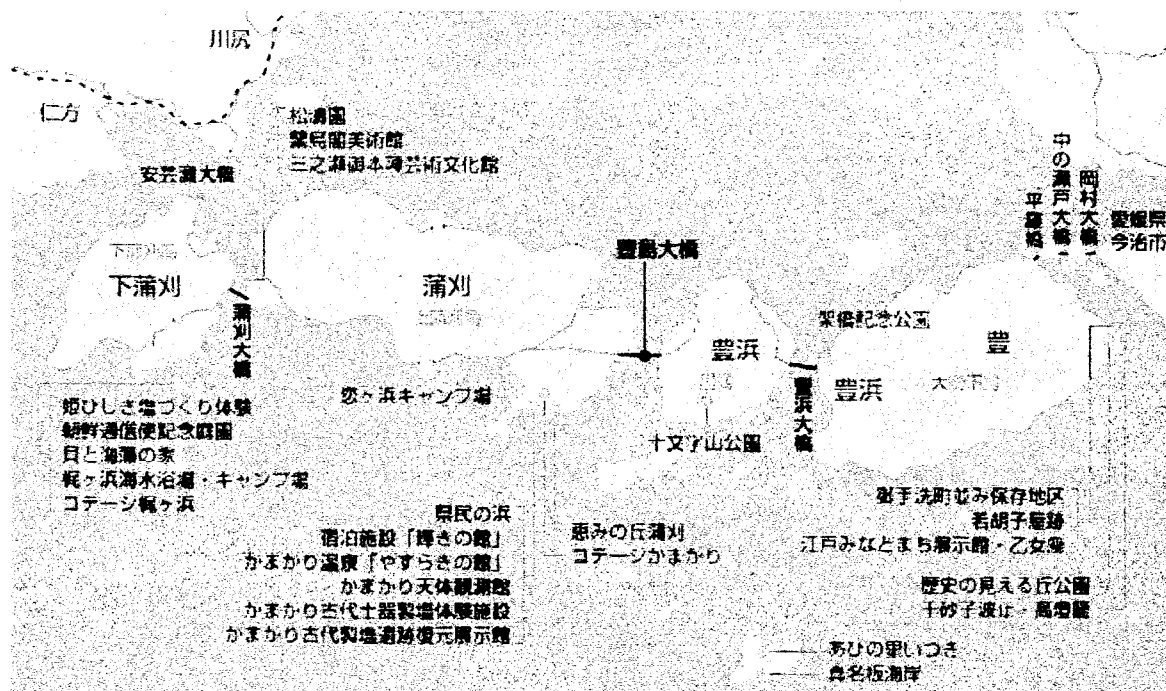 川尻
仁方
松濤園
蘭島閣美術館
三之瀬御本陣芸術文化館
安芸灘大橋
中の瀬戸大橋
岡村大橋
平羅橋
愛媛県
今治市
豊島大橋
下蒲刈
蒲刈
蒲刈大橋
架橋記念公園
豊浜
豊
豊浜
豊浜大橋
恋ヶ浜キャンプ場
十文字山公園
姫ひしお塩づくり体験
朝鮮通信使記念庭園
貝と海藻の家
梶ヶ浜海水浴場・キャンプ場
コテージ梶ヶ浜
県民の浜
宿泊施設「輝きの館」
かまかり温泉「やすらぎの館」
かまかり天体観測館
かまかり古代土器製塩体験施設
かまかり古代製塩遺跡復元展示館
恵みの丘蒲刈
コテージかまかり
御手洗町並み保存地区
若胡子屋跡
江戸みなとまち展示館・乙女座
歴史の見える丘公園
千砂子波止・高燈籠
あびの里いつき
真名板海岸